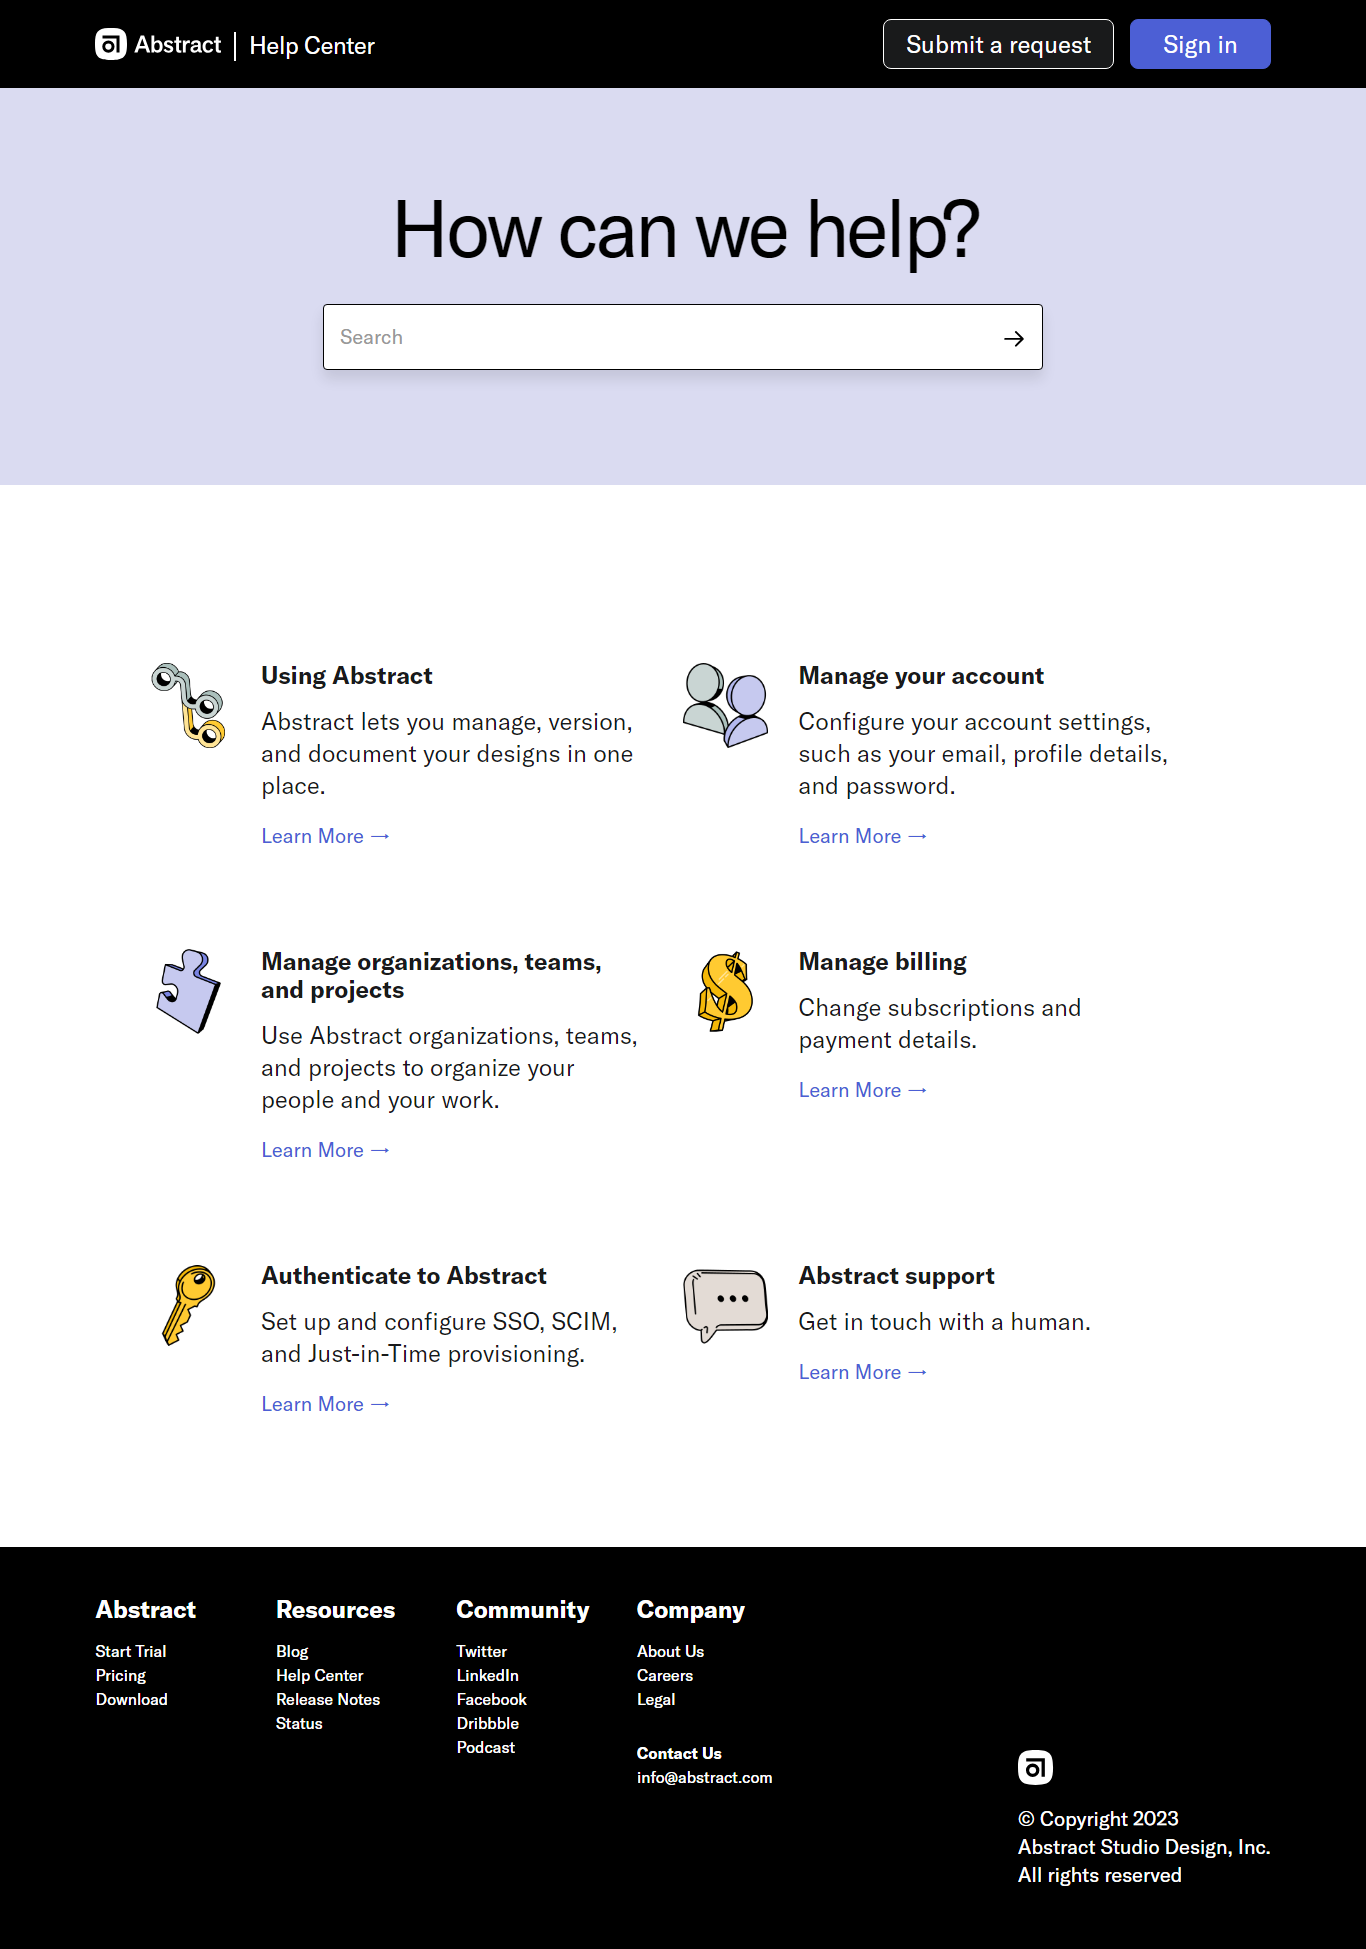 Abstract | Help Center
Submit a request
Sign in
How can we help?
Search
Using Abstract
Abstract lets you manage, version,
and document your designs in one
place.
Learn More →
Manage your account
Configure your account settings,
such as your email, profile details,
and password.
Learn More →
Manage organizations, teams,
and projects
Use Abstract organizations, teams,
and projects to organize your
people and your work.
Learn More →
Manage billing
Change subscriptions and
payment details.
Learn More →
Authenticate to Abstract
Set up and configure SSO, SCIM,
and Just-in-Time provisioning.
Learn More →
Abstract support
Get in touch with a human.
Learn More →
Abstract
Start Trial
Pricing
Download
Resources
Blog
Help Center
Release Notes
Status
Community
Twitter
LinkedIn
Facebook
Dribbble
Podcast
Company
About Us
Careers
Legal
Contact Us
info@abstract.com
© Copyright 2023
Abstract Studio Design, Inc.
All rights reserved